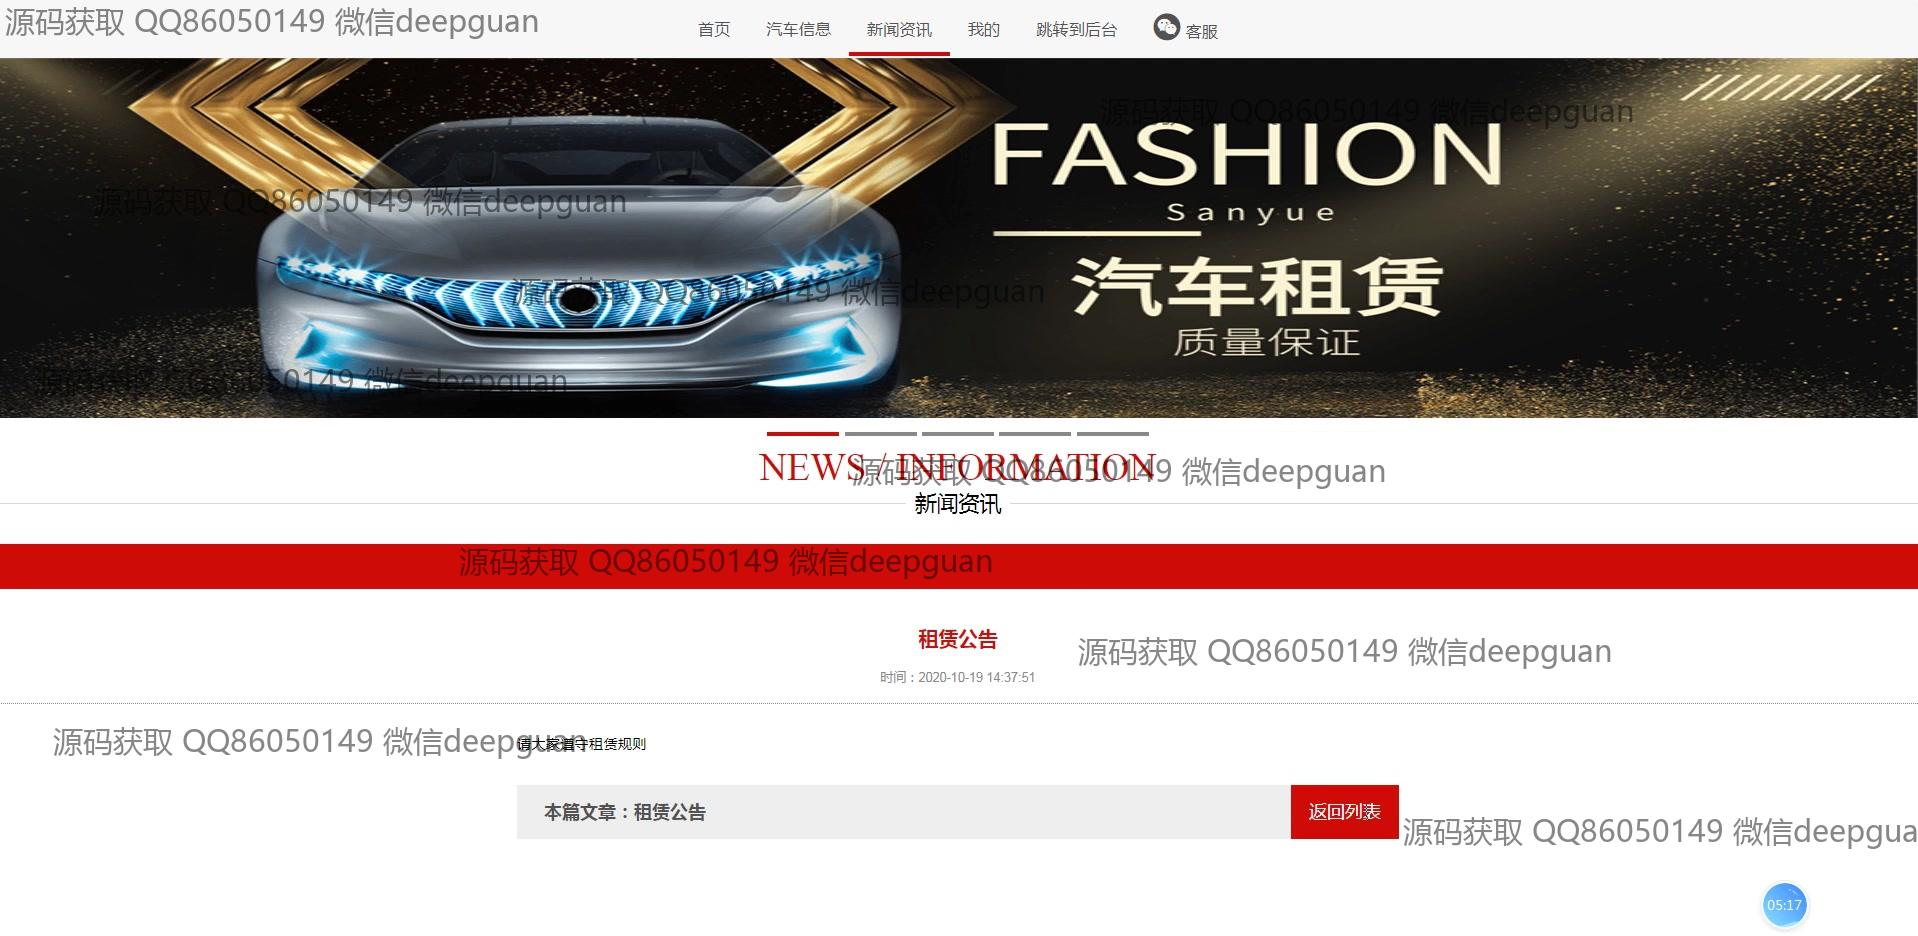 源码获取 QQ86050149 微信deepguan
首页 汽车信息 新闻资讯 我的 跳转到后台 客服
源码获取 QQ86050149 微信deepguan
FASHION
源码获取 QQ86050149 微信deepguan
Sanyue
汽车租赁
源码获取 QQ86050149 微信deepguan
质量保证
源码获取 QQ86050149 微信deepguan
NEWS / INFORMATION
源码获取 QQ86050149 微信deepguan
新闻资讯
源码获取 QQ86050149 微信deepguan
租赁公告
源码获取 QQ86050149 微信deepguan
时间：2020-10-19 14:37:51
源码获取 QQ86050149 微信deepguan
请大家遵守租赁规则
本篇文章：租赁公告
返回列表
源码获取 QQ86050149 微信deepgua
05:17